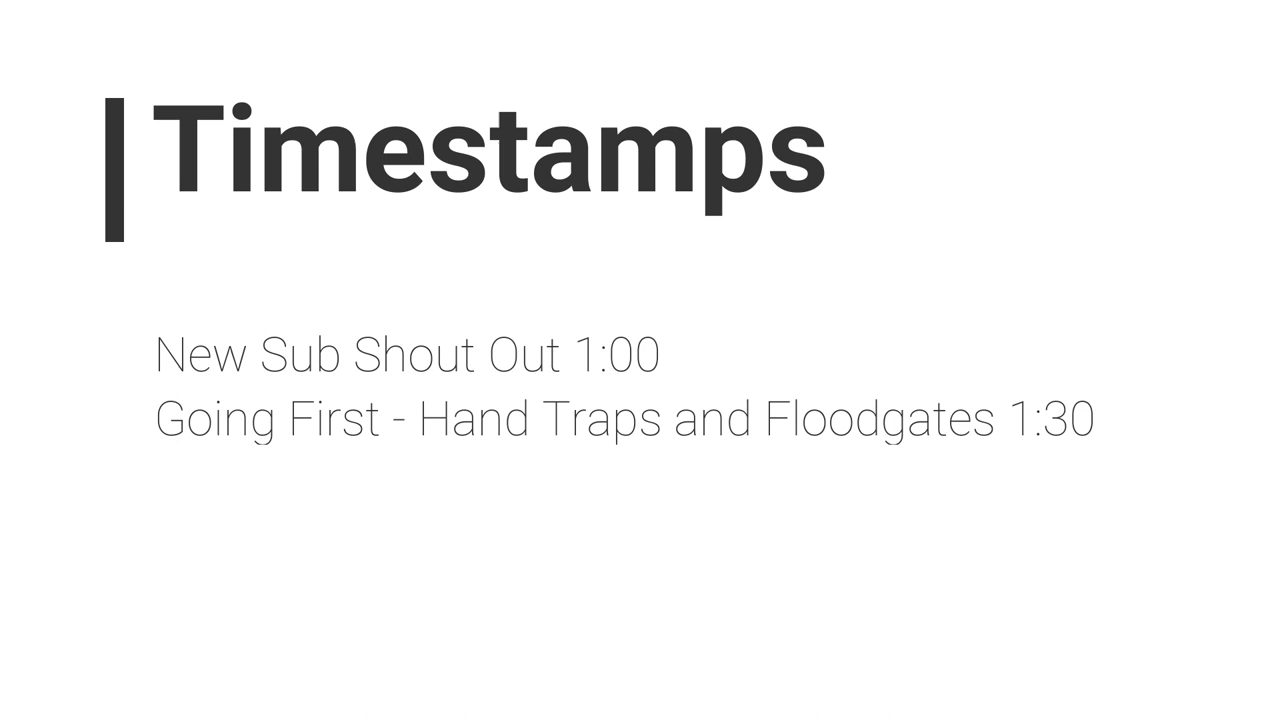 Timestamps
New Sub Shout Out 1:00
Going First - Hand Traps and Floodgates 1:30